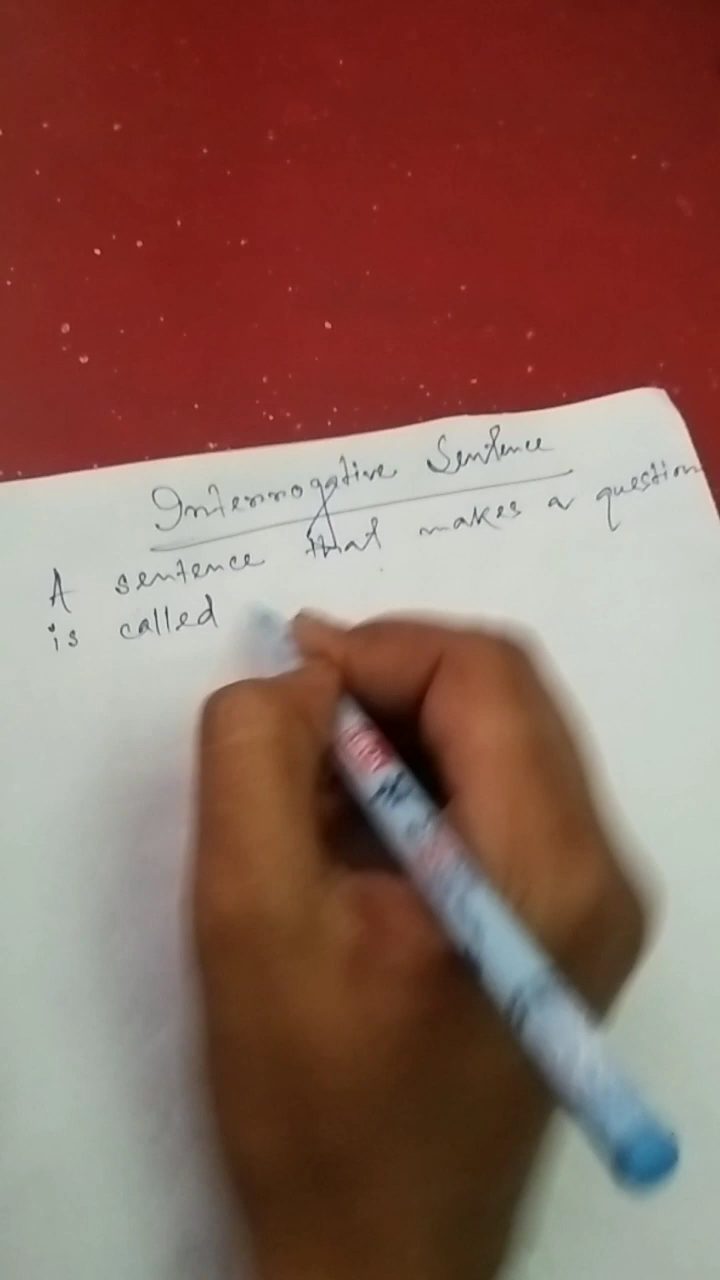 Interrogative Sentence
A sentence that makes a question
is called